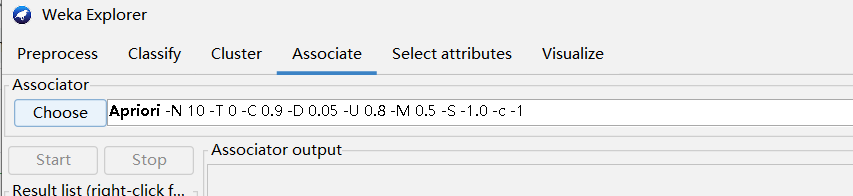 Weka Explorer
Preprocess Classify Cluster Associate Select attributes Visualize
Associator
Choose Apriori -N 10 -T 0 -C 0.9 -D 0.05 -U 0.8 -M 0.5 -S -1.0 -c -1
Start Stop Associator output
Result list (right-click f...